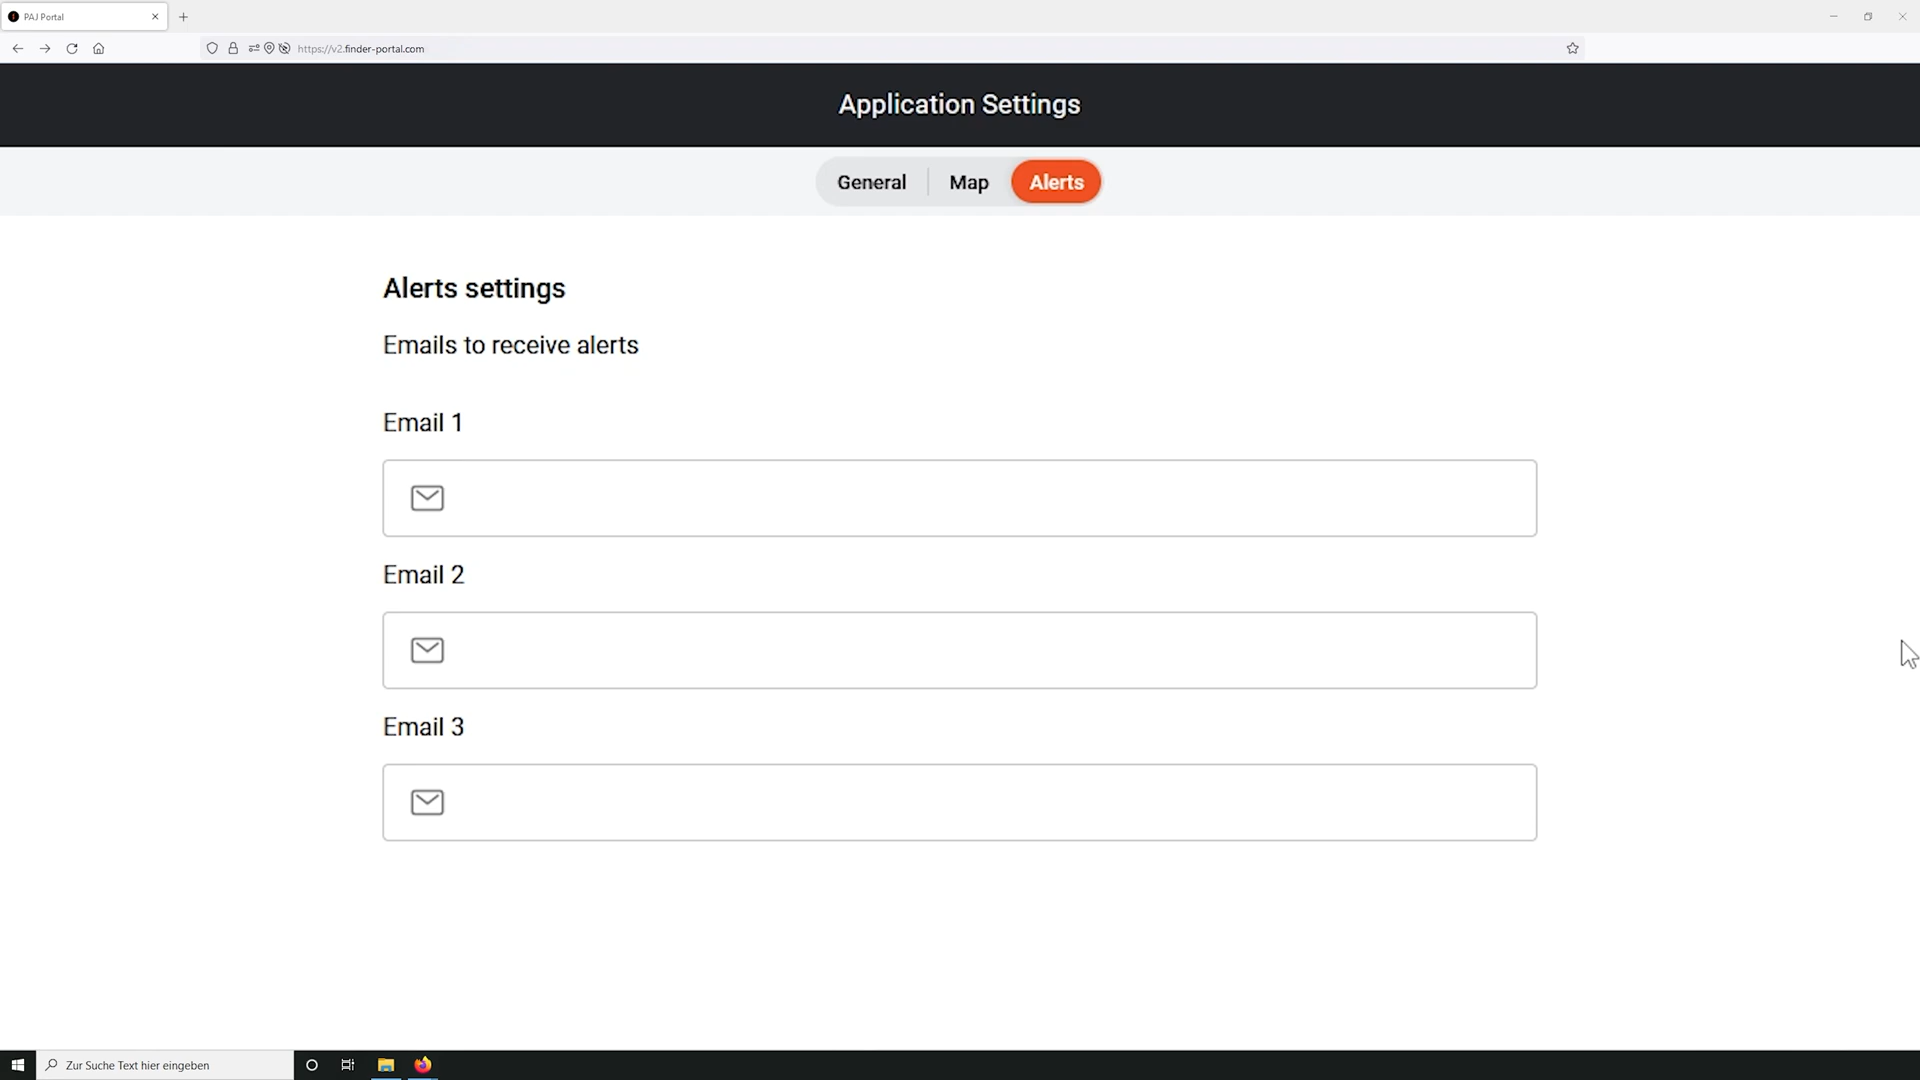 PAJ Portal
https://v2.finder-portal.com
Application Settings
General Map Alerts
Alerts settings
Emails to receive alerts
Email 1
Email 2
Email 3
Zur Suche Text hier eingeben